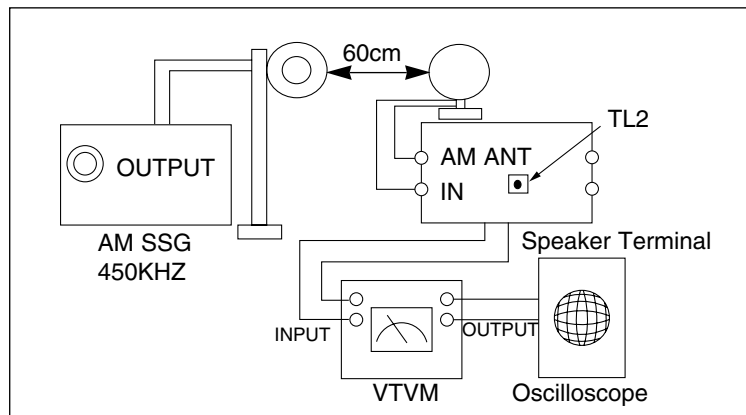 60cm
TL2
OUTPUT
AM ANT
IN
AM SSG
450KHZ
Speaker Terminal
INPUT
OUTPUT
VTVM
Oscilloscope